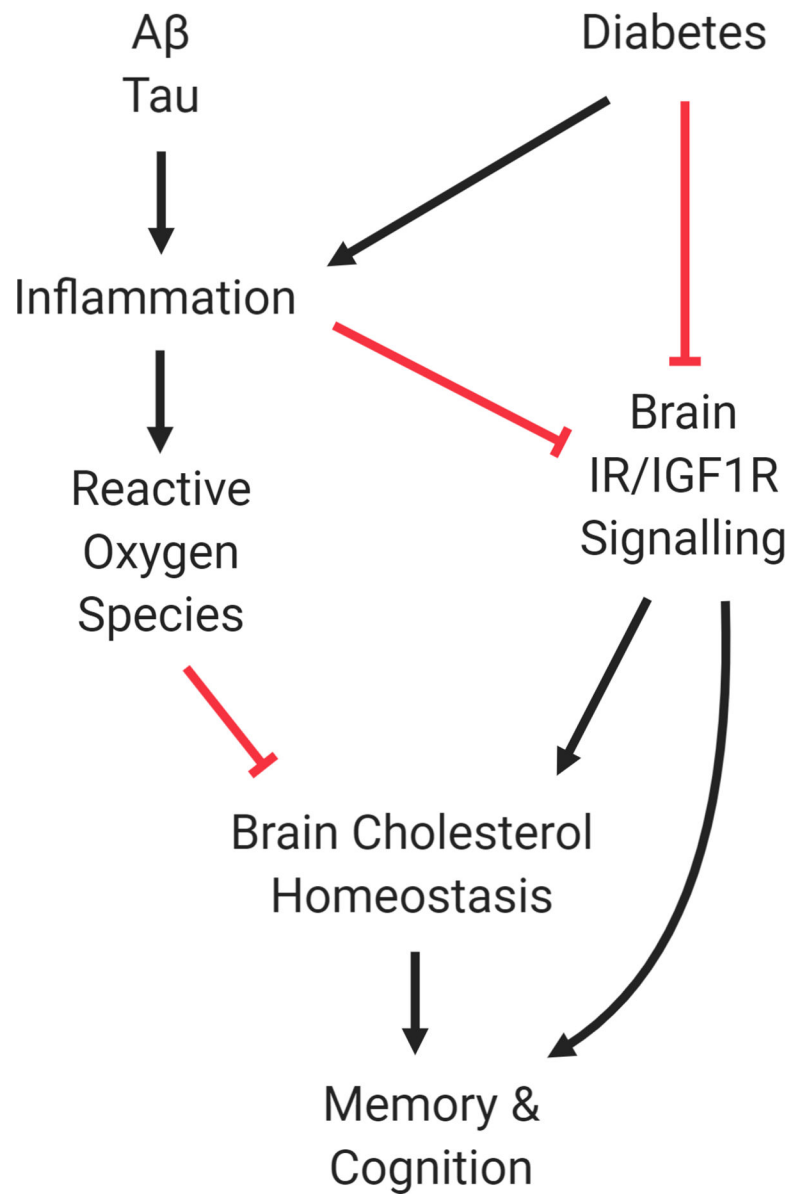 Aβ
Tau
Diabetes
Inflammation
Brain
IR/IGF1R
Signalling
Reactive
Oxygen
Species
Brain Cholesterol
Homeostasis
Memory &
Cognition